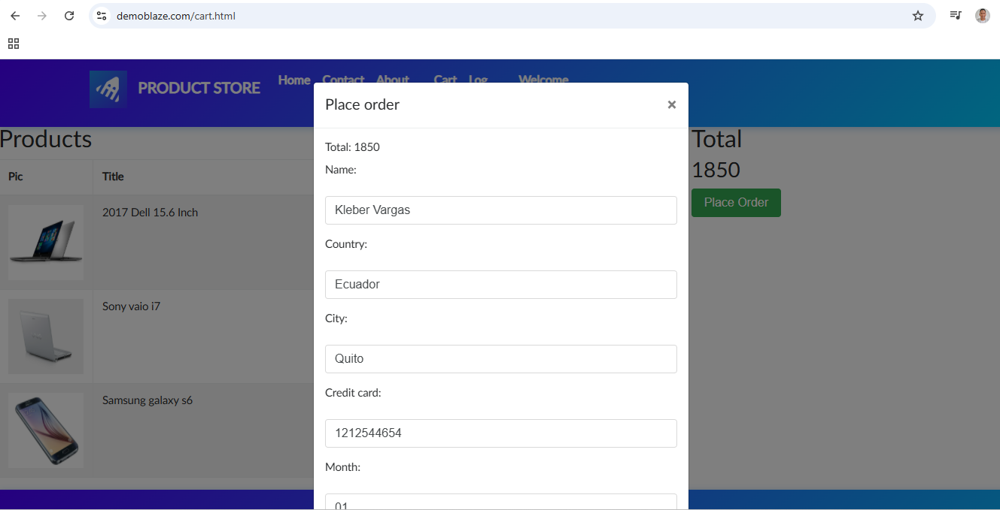 demoblaze.com/cart.html
PRODUCT STORE Home Contact About Cart Log Welcome
Place order ×
Products
Total
Total: 1850
1850
Name:
Pic Title
Place Order
Kleber Vargas
2017 Dell 15.6 Inch
Country:
Ecuador
Sony vaio i7
City:
Quito
Credit card:
Samsung galaxy s6
1212544654
Month:
01